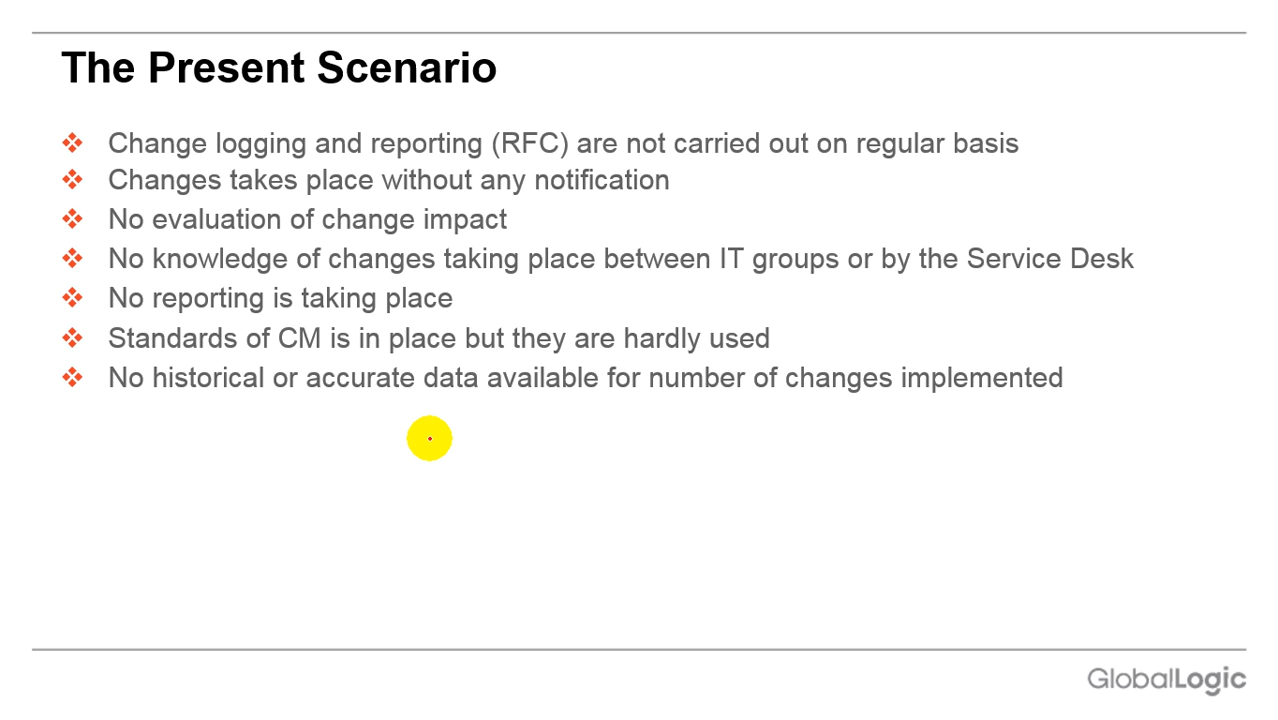 The Present Scenario
Change logging and reporting (RFC) are not carried out on regular basis
Changes takes place without any notification
No evaluation of change impact
No knowledge of changes taking place between IT groups or by the Service Desk
No reporting is taking place
Standards of CM is in place but they are hardly used
No historical or accurate data available for number of changes implemented
GlobalLogic